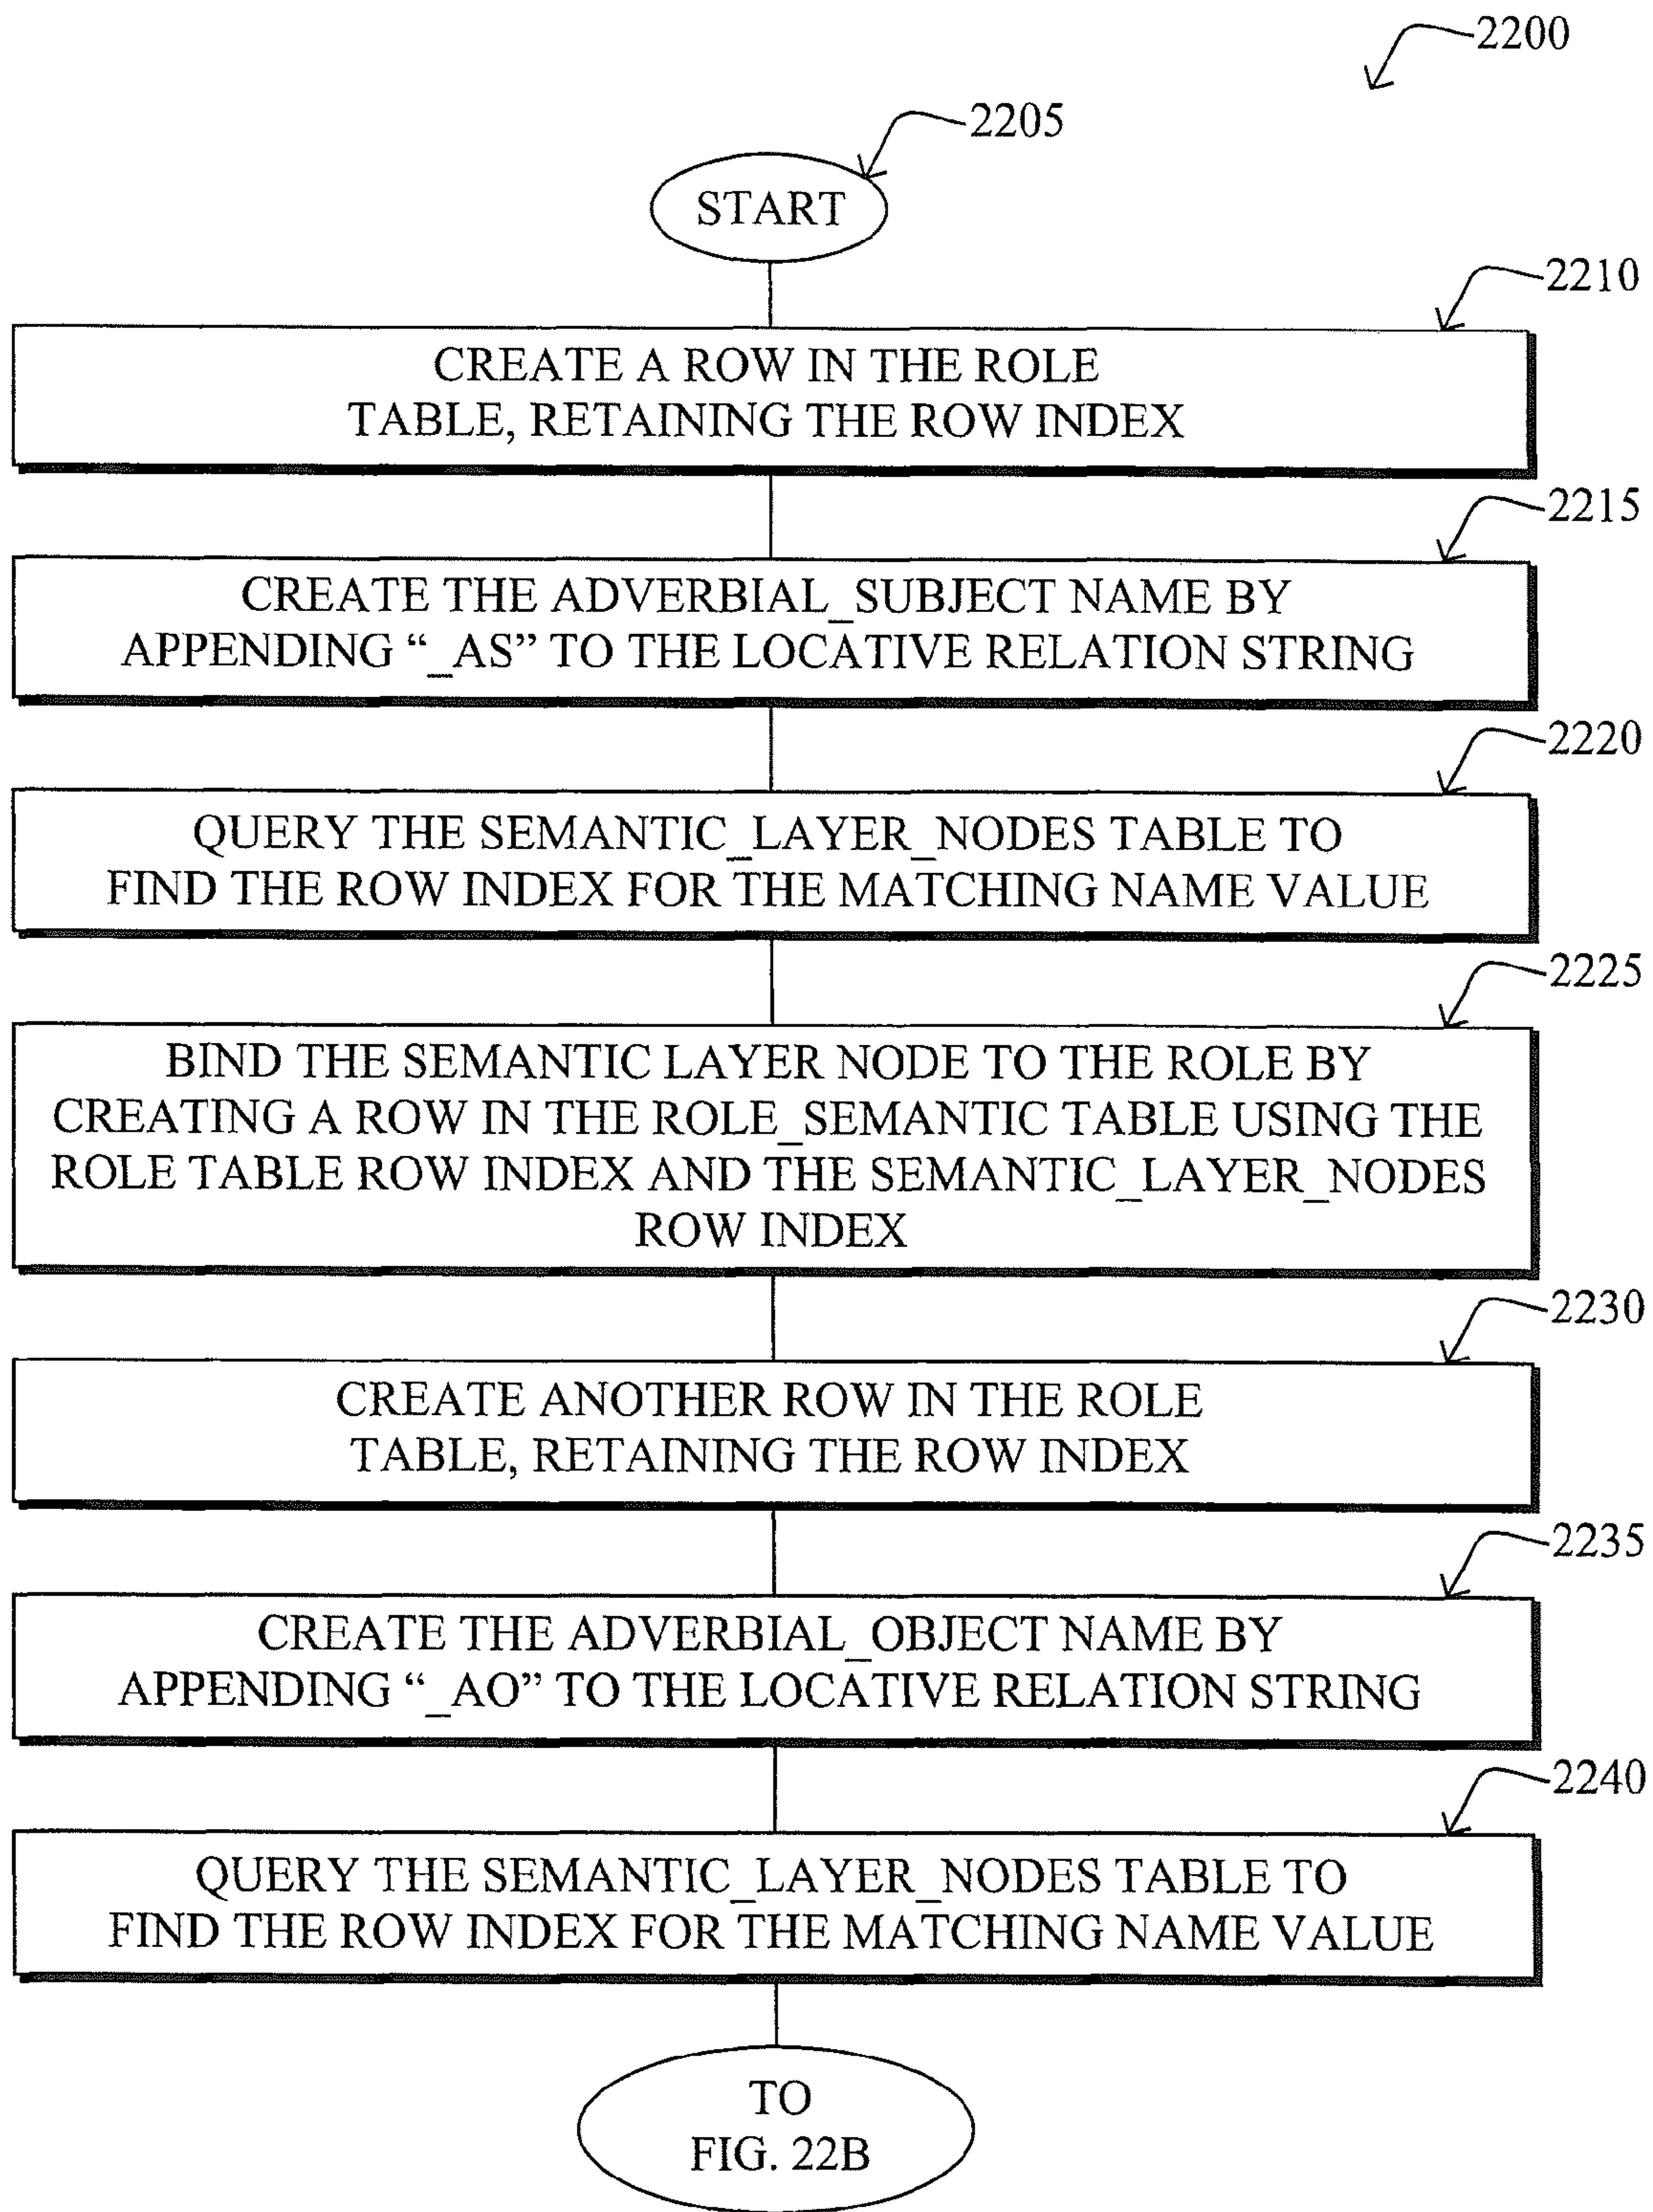 2200
2205
START
2210
CREATE A ROW IN THE ROLE
TABLE, RETAINING THE ROW INDEX
2215
CREATE THE ADVERBIAL_SUBJECT NAME BY
APPENDING “_AS” TO THE LOCATIVE RELATION STRING
2220
QUERY THE SEMANTIC_LAYER_NODES TABLE TO
FIND THE ROW INDEX FOR THE MATCHING NAME VALUE
2225
BIND THE SEMANTIC LAYER NODE TO THE ROLE BY
CREATING A ROW IN THE ROLE_SEMANTIC TABLE USING THE
ROLE TABLE ROW INDEX AND THE SEMANTIC_LAYER_NODES
ROW INDEX
2230
CREATE ANOTHER ROW IN THE ROLE
TABLE, RETAINING THE ROW INDEX
2235
CREATE THE ADVERBIAL_OBJECT NAME BY
APPENDING “_AO” TO THE LOCATIVE RELATION STRING
2240
QUERY THE SEMANTIC_LAYER_NODES TABLE TO
FIND THE ROW INDEX FOR THE MATCHING NAME VALUE
TO
FIG. 22B